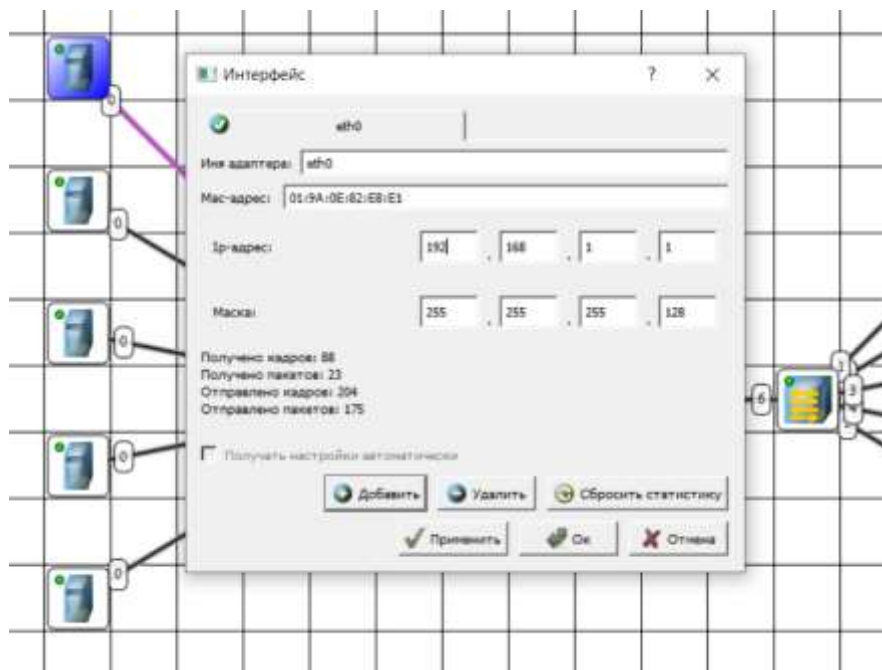 Интерфейс ?
eth0
Имя адаптера: eth0
Mac-адрес: 01:9A:0E:82:E8:E1
Ip-адрес: 192 . 168 . 1 . 1
Маска: 255 . 255 . 255 . 128
Получено кадров: 88
Получено пакетов: 23
Отправлено кадров: 204
Отправлено пакетов: 175
Получать настройки автоматически
Добавить Удалить Сбросить статистику
Применить Ок Отмена
0
0
0
0
0
6
1
3
4